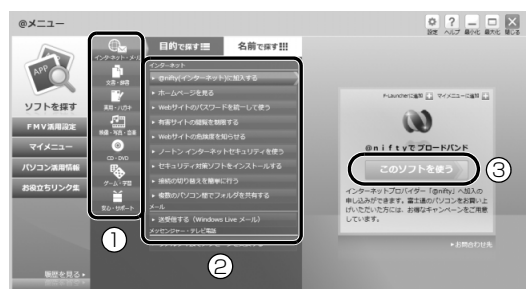 @メニュー
設定 ヘルプ 最小化 最大化 閉じる
APP
ソフトを探す
FMV活用設定
マイメニュー
パソコン活用情報
お役立ちリンク集
履歴を見る
インターネット・メール
文書・静岡
CD・DVD
ゲーム・学習
安心・サポート
①
目的で探す!!!
名前で探す!!!
インターネット
@nifty(インターネット)に加入する
ホームページを見る
Webサイトのパスワードを統一して使う
有害サイトの閲覧を制限する
Webサイトの危険度を知らせる
ノートン インターネットセキュリティを使う
セキュリティ対策ソフトをインストールする
接続の切り替えを簡単に行う
複数のパソコン間でフォルダを共有する
メール
送受信する（Windows Live メール）
メッセンジャー・テレビ電話
②
P-Launcherに追加 マイメニューに追加
@niftyでブロードバンド
このソフトを使う
③
インターネットプロバイダー「@nifty」へ加入の
申し込みができます。富士通のパソコンをお買い上
げいただいた方には、お得なキャンペーンをご用意
しています。
お問合わせ先